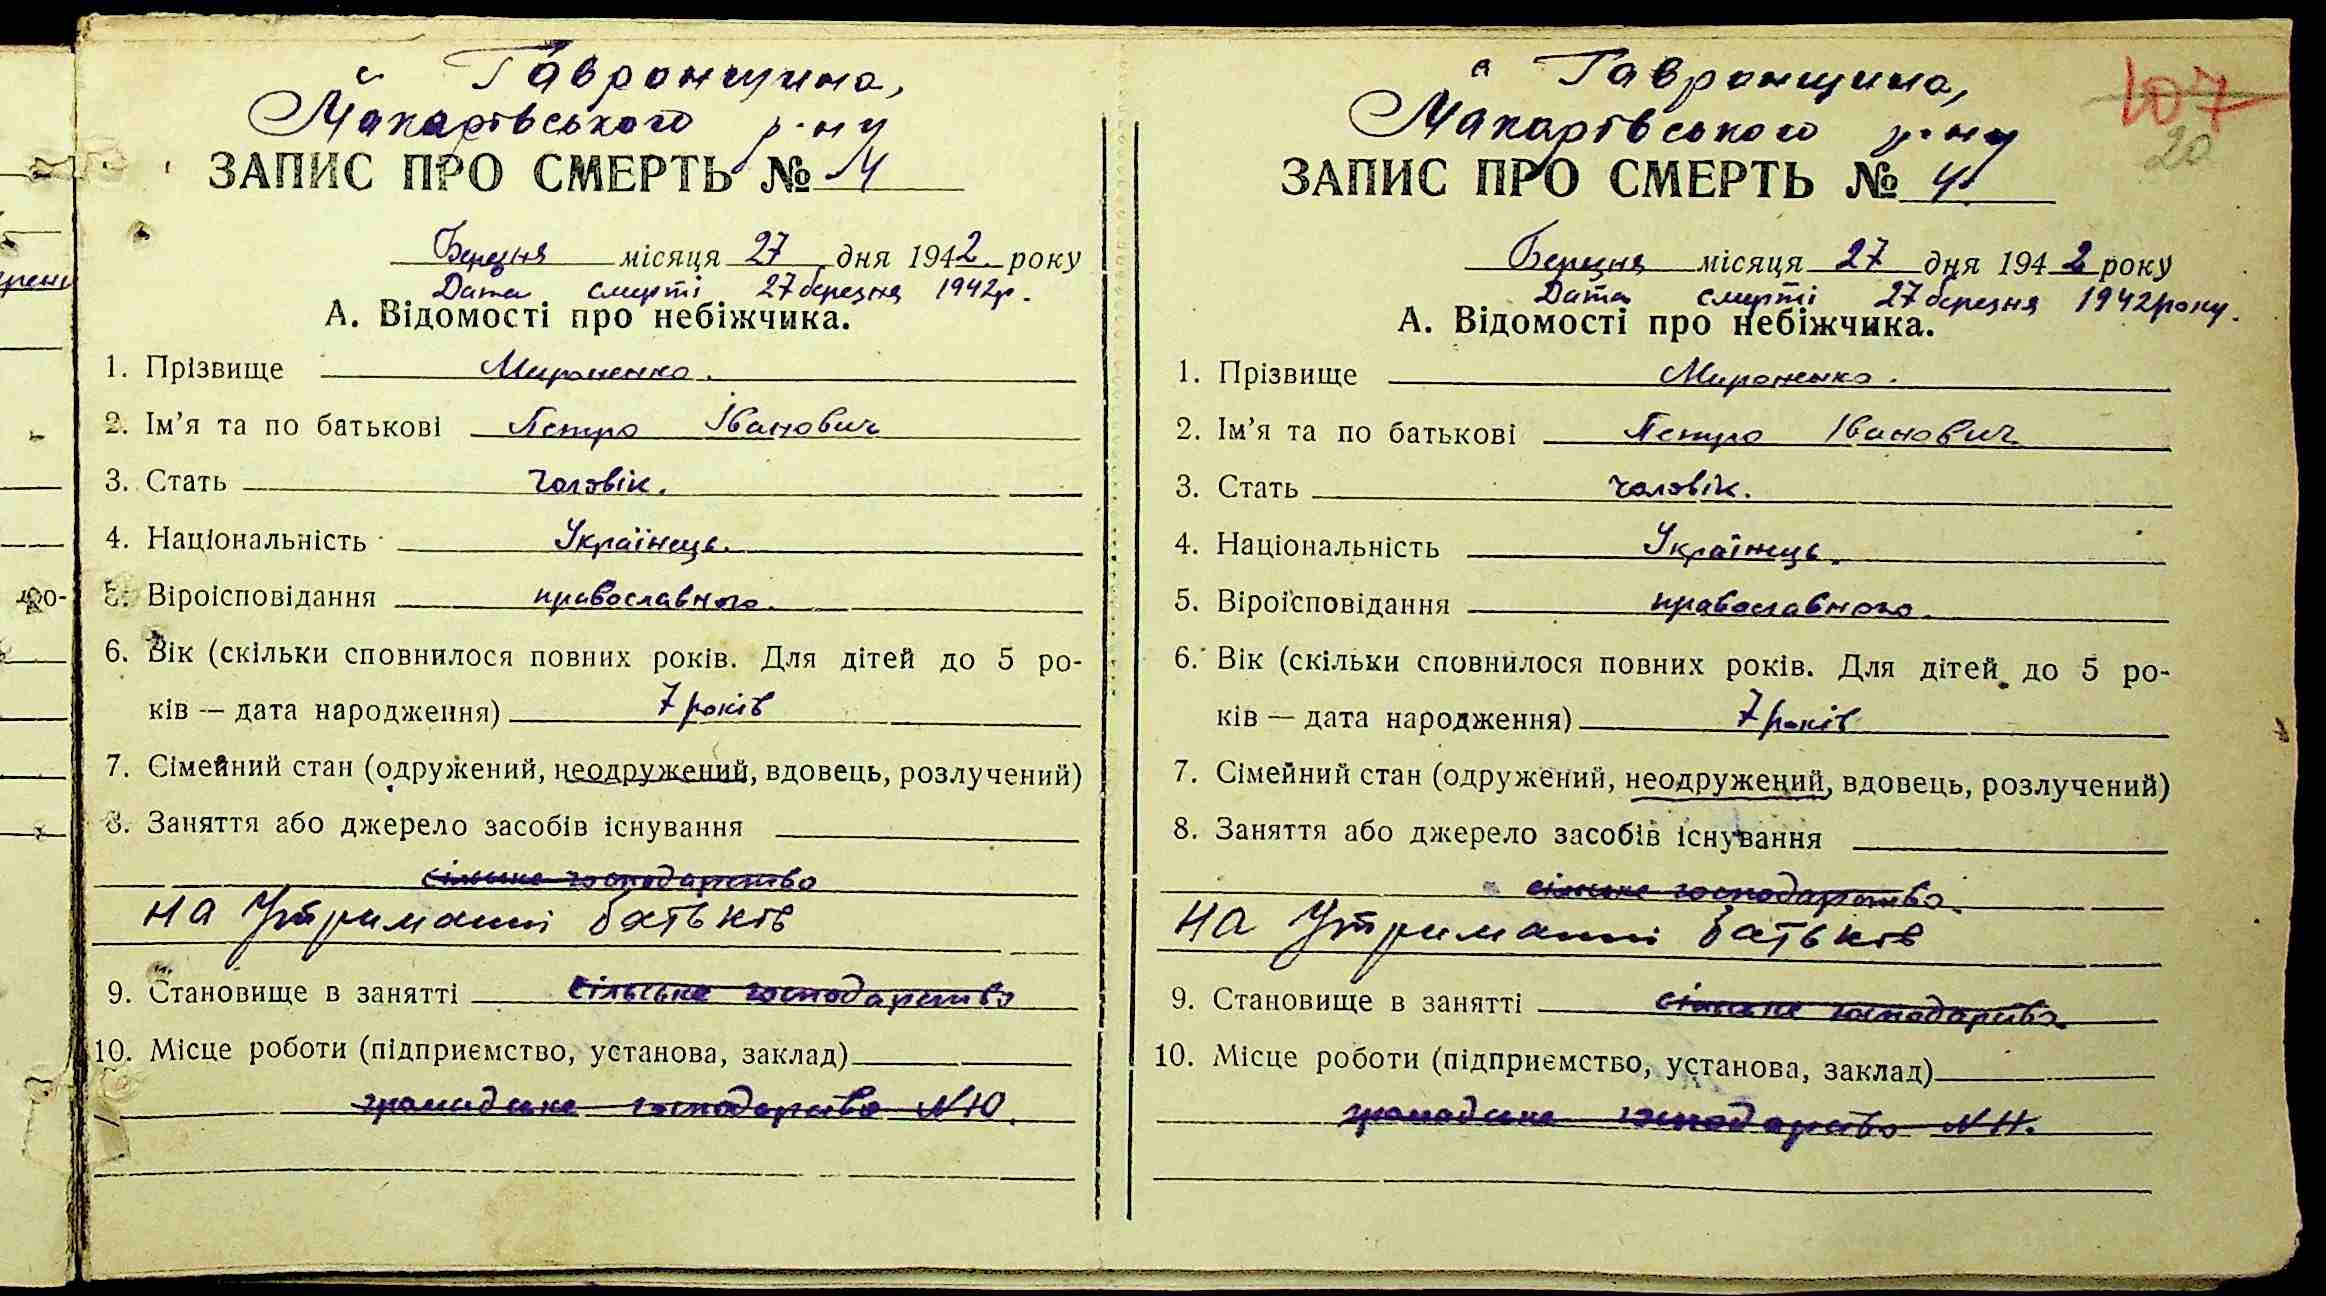 с Гавронщина,
Макарівського р-ну
ЗАПИС ПРО СМЕРТЬ № 4
Березня місяця 27 дня 1942 року
Дата смерті 27 березня 1942р.
А. Відомості про небіжчика.
1. Прізвище Мироненко.
2. Ім’я та по батькові Петро Іванович
3. Стать чоловік.
4. Національність Українець.
5. Віроісповідання православного.
6. Вік (скільки сповнилося повних років. Для дітей до 5 ро-
ків — дата народження) 7 років
7. Сімейний стан (одружений, неодружений, вдовець, розлучений)
8. Заняття або джерело засобів існування
сільське господарство
на утриманні батьків
9. Становище в занятті сільське господарство
10. Місце роботи (підприємство, установа, заклад)
громадське господарство №10.
с Гавронщина,
Макарівського р-ну
107
20
ЗАПИС ПРО СМЕРТЬ № 4.
Березня місяця 27 дня 1942 року
Дата смерті 27 березня 1942 року.
А. Відомості про небіжчика.
1. Прізвище Мироненко.
2. Ім’я та по батькові Петро Іванович
3. Стать чоловік.
4. Національність Українець.
5. Віроісповідання православного.
6. Вік (скільки сповнилося повних років. Для дітей до 5 ро-
ків — дата народження) 7 років
7. Сімейний стан (одружений, неодружений, вдовець, розлучений)
8. Заняття або джерело засобів існування
сільське господарство.
на утриманні батьків
9. Становище в занятті сільське господарство.
10. Місце роботи (підприємство, установа, заклад)
громадське господарство